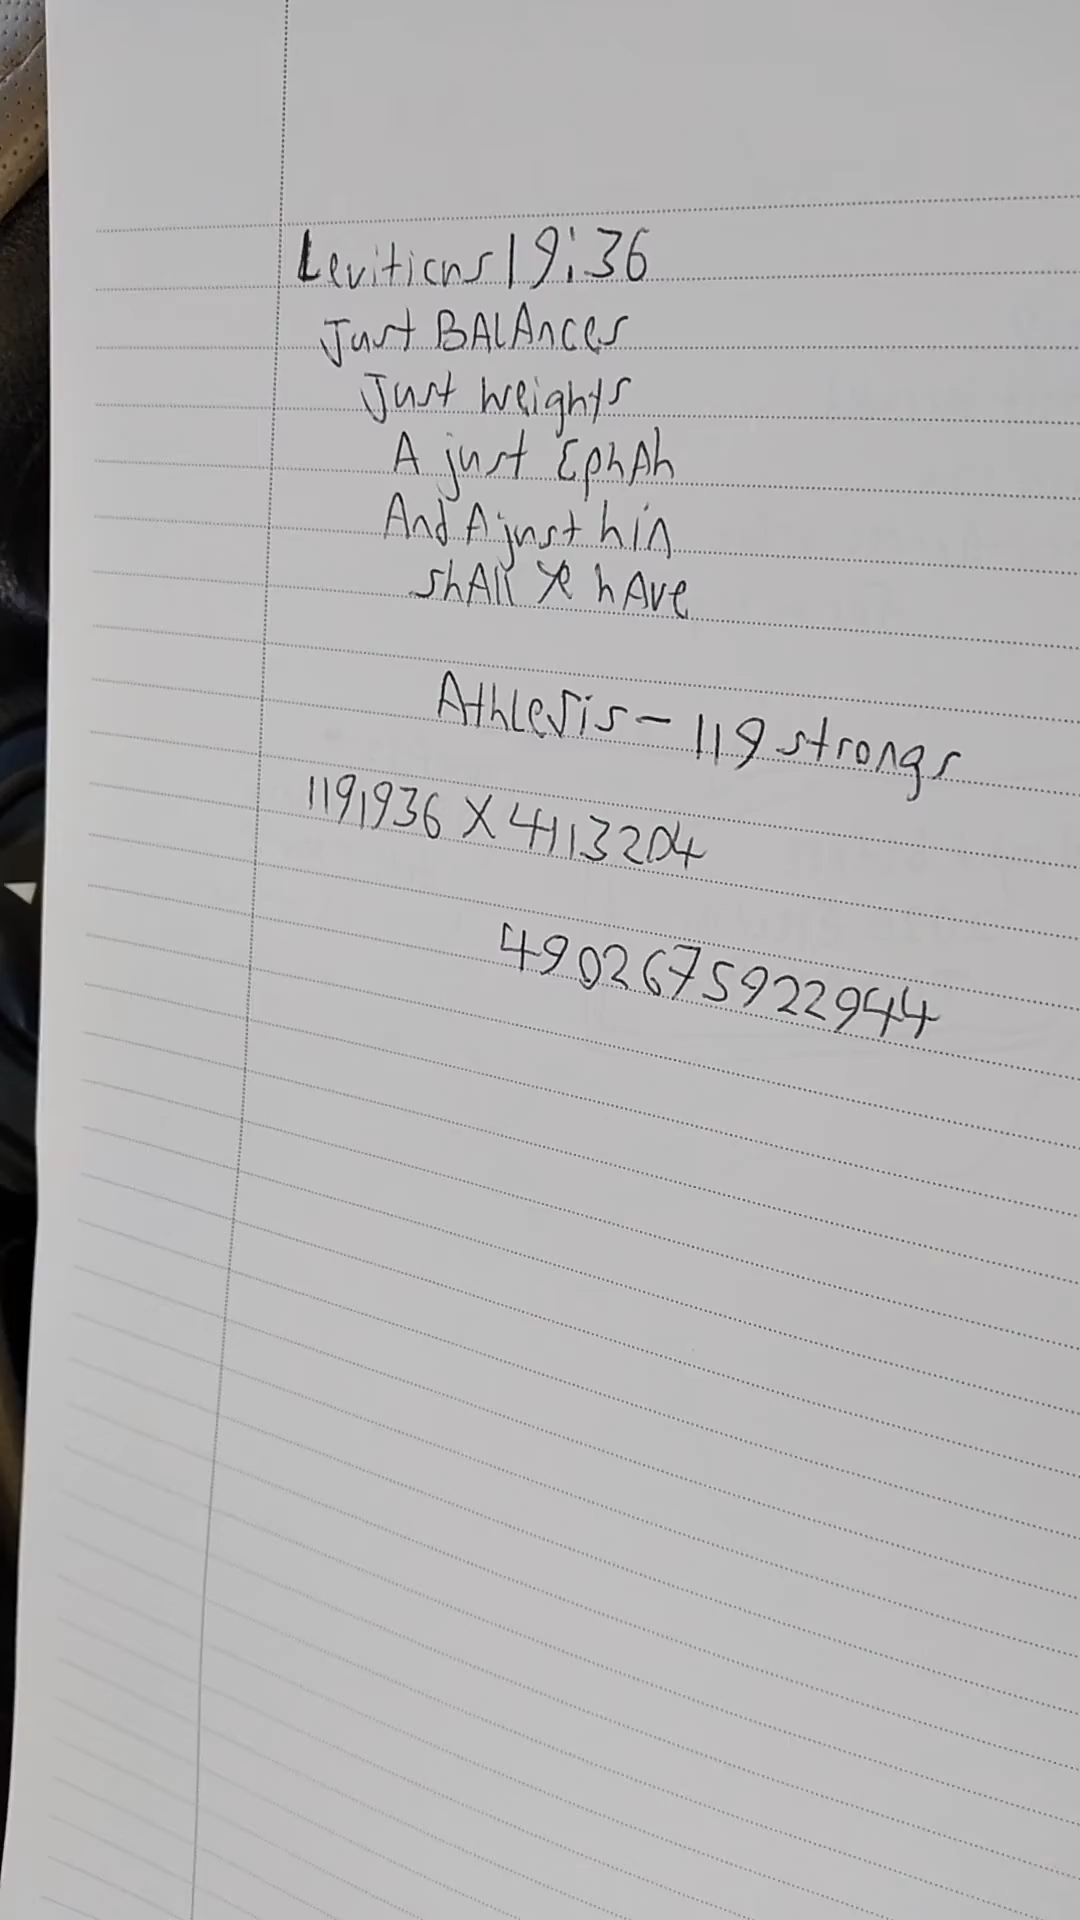 Leviticus 19:36
Just BALAnces
Just weights
A just EphAh
And A just hin
shAll ye hAve
Athlesis - 119 strongs
1191936 X 4113204
4902675922944